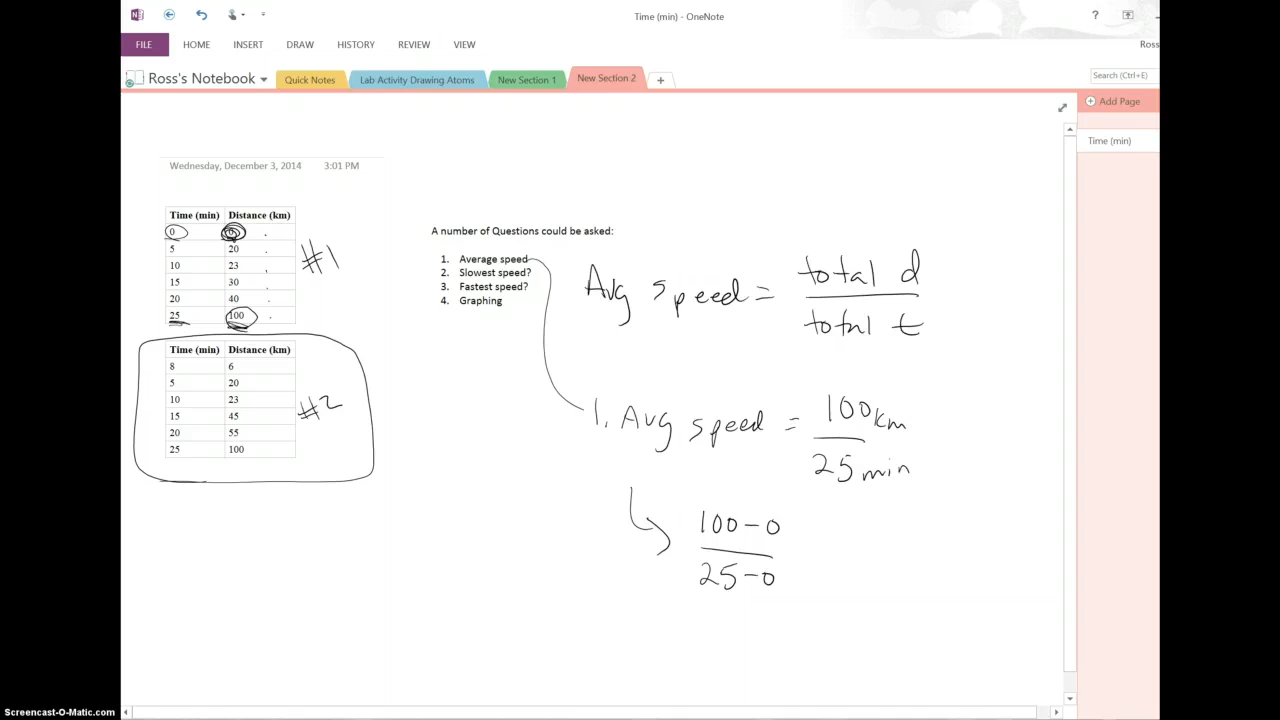 Time (min) - OneNote
?
FILE HOME INSERT DRAW HISTORY REVIEW VIEW
Ross
Ross's Notebook Quick Notes Lab Activity Drawing Atoms New Section 1 New Section 2 +
Search (Ctrl+E)
Add Page
Time (min)
Wednesday, December 3, 2014 3:01 PM
Time (min) Distance (km)
0
5 20
10 23
15 30
20 40
25 100
#1
Time (min) Distance (km)
8 6
5 20
10 23
15 45
20 55
25 100
#2
A number of Questions could be asked:
1. Average speed
2. Slowest speed?
3. Fastest speed?
4. Graphing
Avg speed = total d
total t
1. Avg speed = 100km
25min
100-0
25-0
Screencast-O-Matic.com